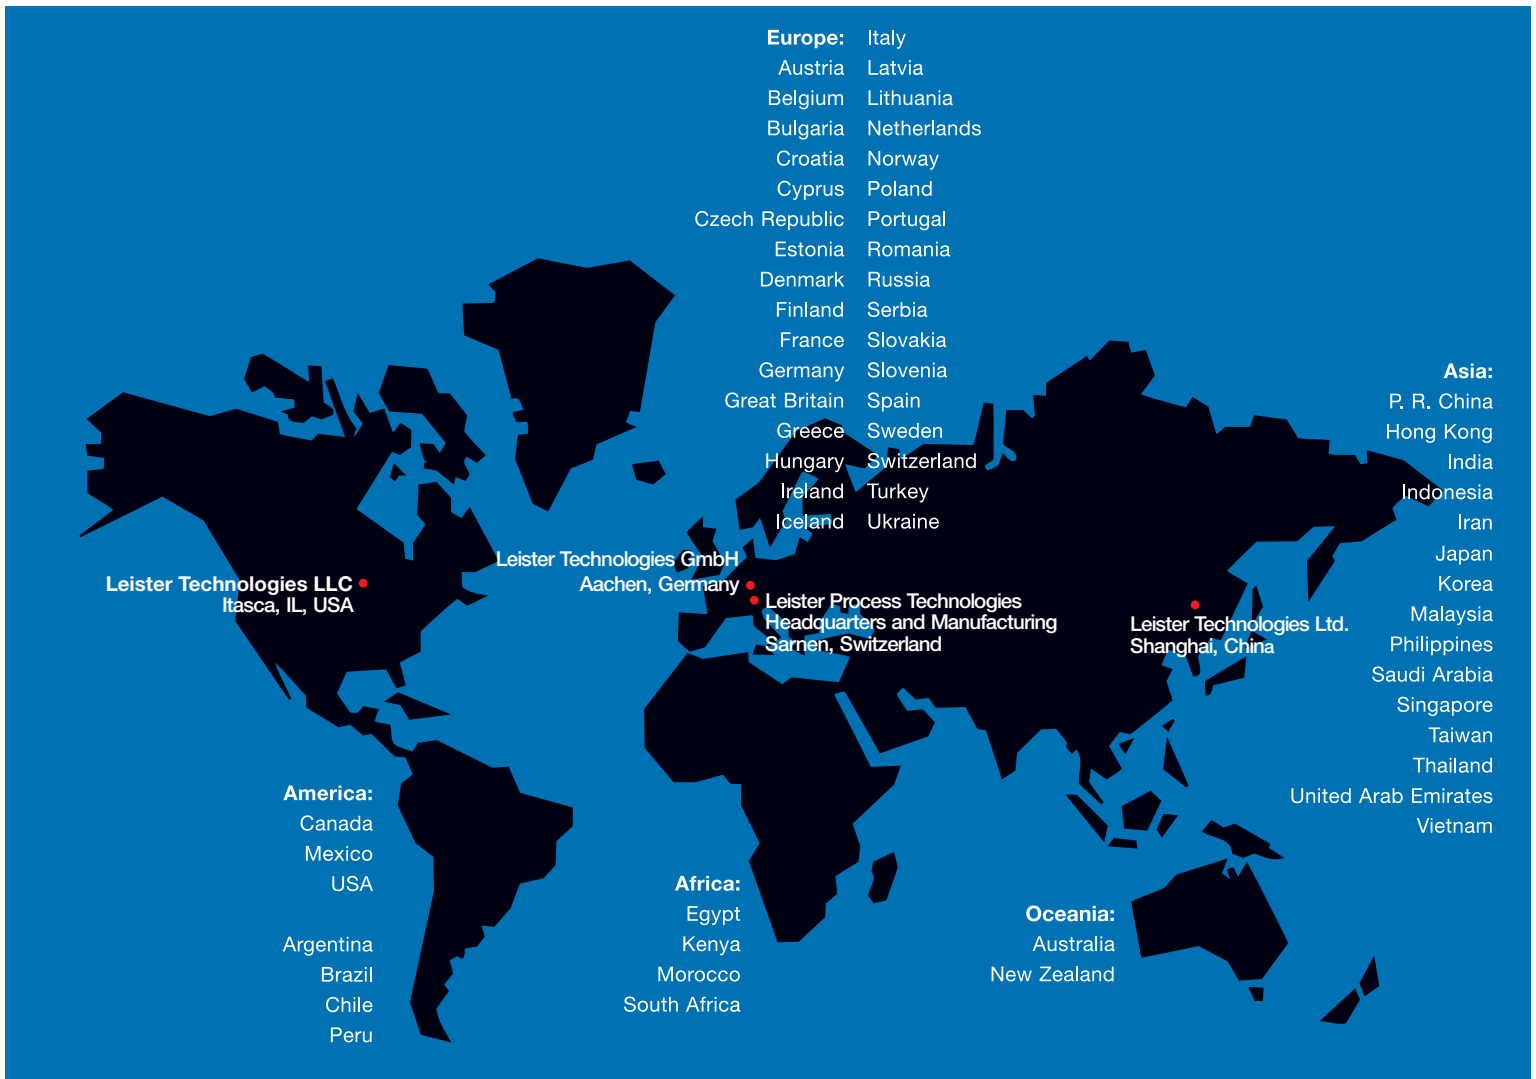 Europe:
Austria
Belgium
Bulgaria
Croatia
Cyprus
Czech Republic
Estonia
Denmark
Finland
France
Germany
Great Britain
Greece
Hungary
Ireland
Iceland
Italy
Latvia
Lithuania
Netherlands
Norway
Poland
Portugal
Romania
Russia
Serbia
Slovakia
Slovenia
Spain
Sweden
Switzerland
Turkey
Ukraine
Asia:
P. R. China
Hong Kong
India
Indonesia
Iran
Japan
Korea
Malaysia
Philippines
Saudi Arabia
Singapore
Taiwan
Thailand
United Arab Emirates
Vietnam
Leister Technologies LLC
Itasca, IL, USA
Leister Technologies GmbH
Aachen, Germany
Leister Process Technologies
Headquarters and Manufacturing
Sarnen, Switzerland
Leister Technologies Ltd.
Shanghai, China
America:
Canada
Mexico
USA
Argentina
Brazil
Chile
Peru
Africa:
Egypt
Kenya
Morocco
South Africa
Oceania:
Australia
New Zealand